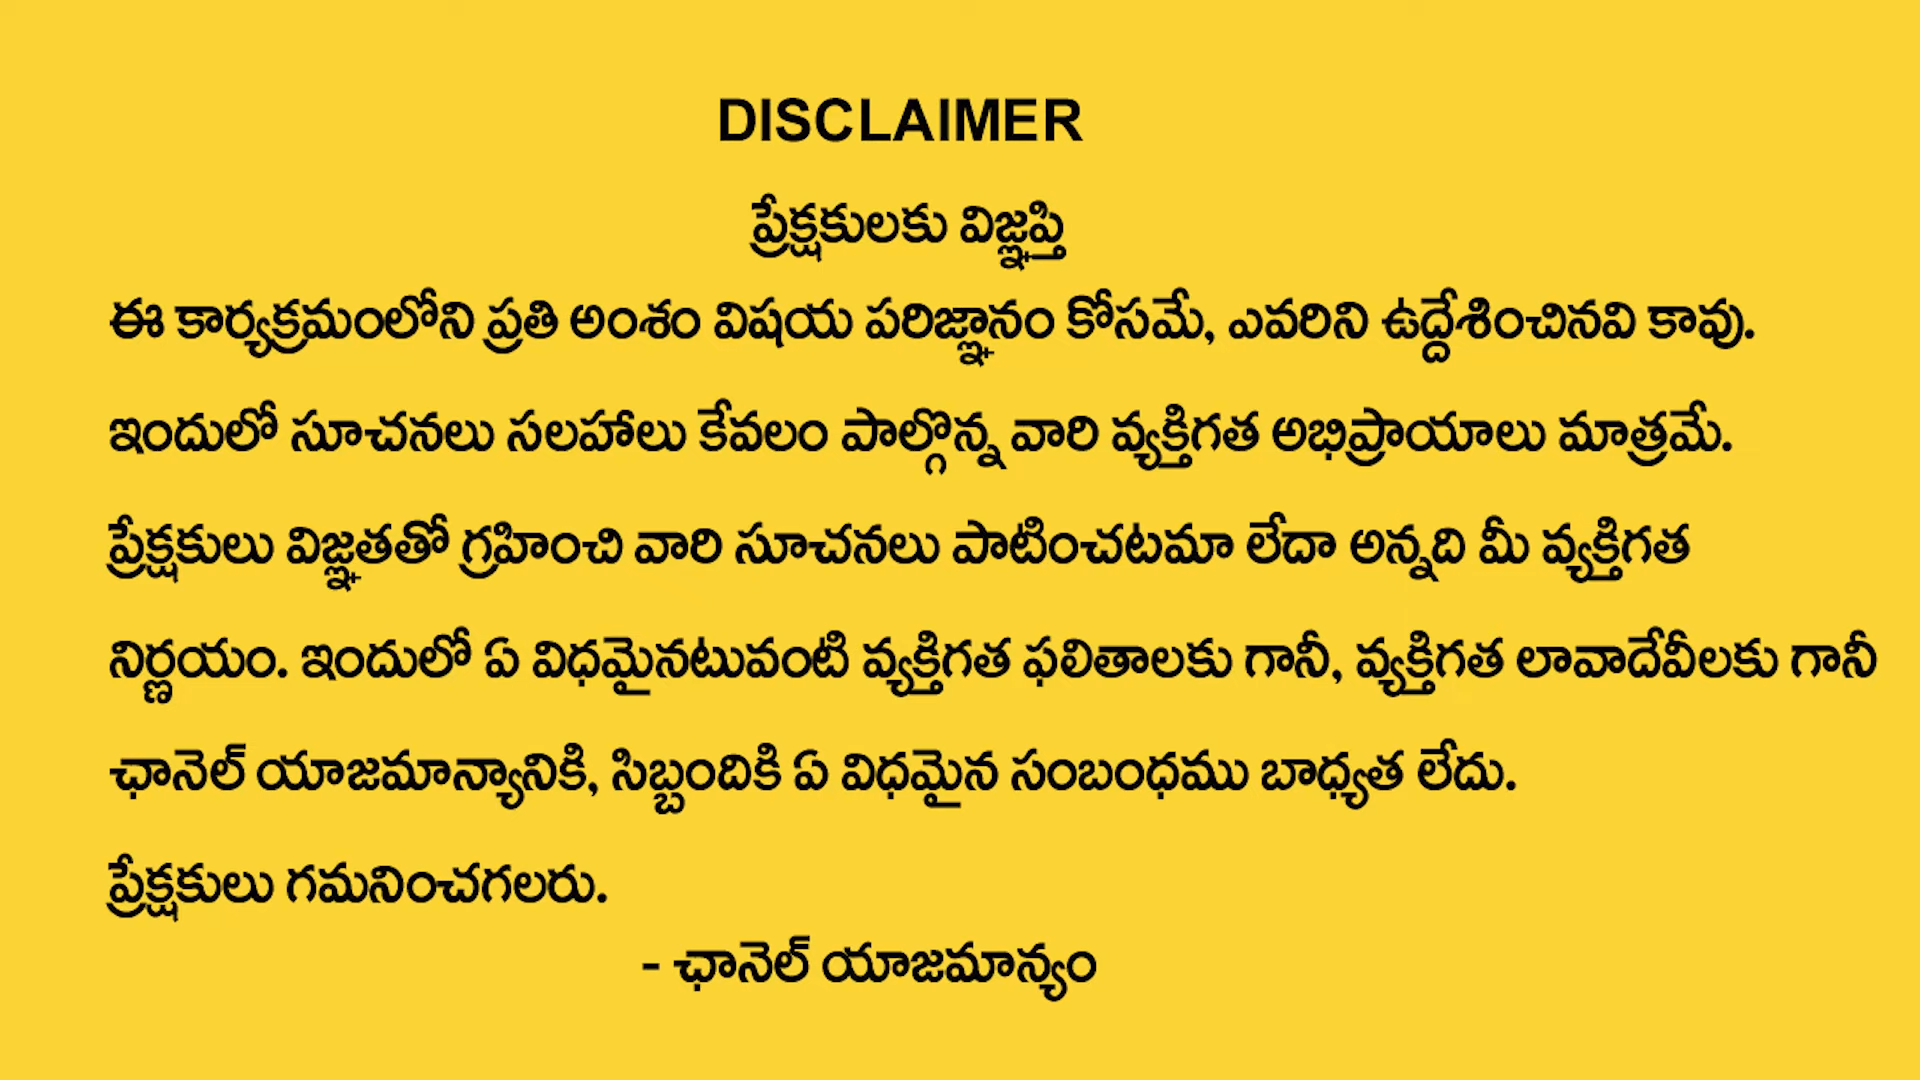 DISCLAIMER
ప్రేక్షకులకు విజ్ఞప్తి
ఈ కార్యక్రమంలోని ప్రతి అంశం విషయ పరిజ్ఞానం కోసమే, ఎవరిని ఉద్దేశించినవి కావు.
ఇందులో సూచనలు సలహాలు కేవలం పాల్గొన్న వారి వ్యక్తిగత అభిప్రాయాలు మాత్రమే.
ప్రేక్షకులు విజ్ఞతతో గ్రహించి వారి సూచనలు పాటించటమా లేదా అన్నది మీ వ్యక్తిగత
నిర్ణయం. ఇందులో ఏ విధమైనటువంటి వ్యక్తిగత ఫలితాలకు గానీ, వ్యక్తిగత లావాదేవీలకు గానీ
ఛానెల్ యాజమాన్యానికి, సిబ్బందికి ఏ విధమైన సంబంధము బాధ్యత లేదు.
ప్రేక్షకులు గమనించగలరు.
- ఛానెల్ యాజమాన్యం